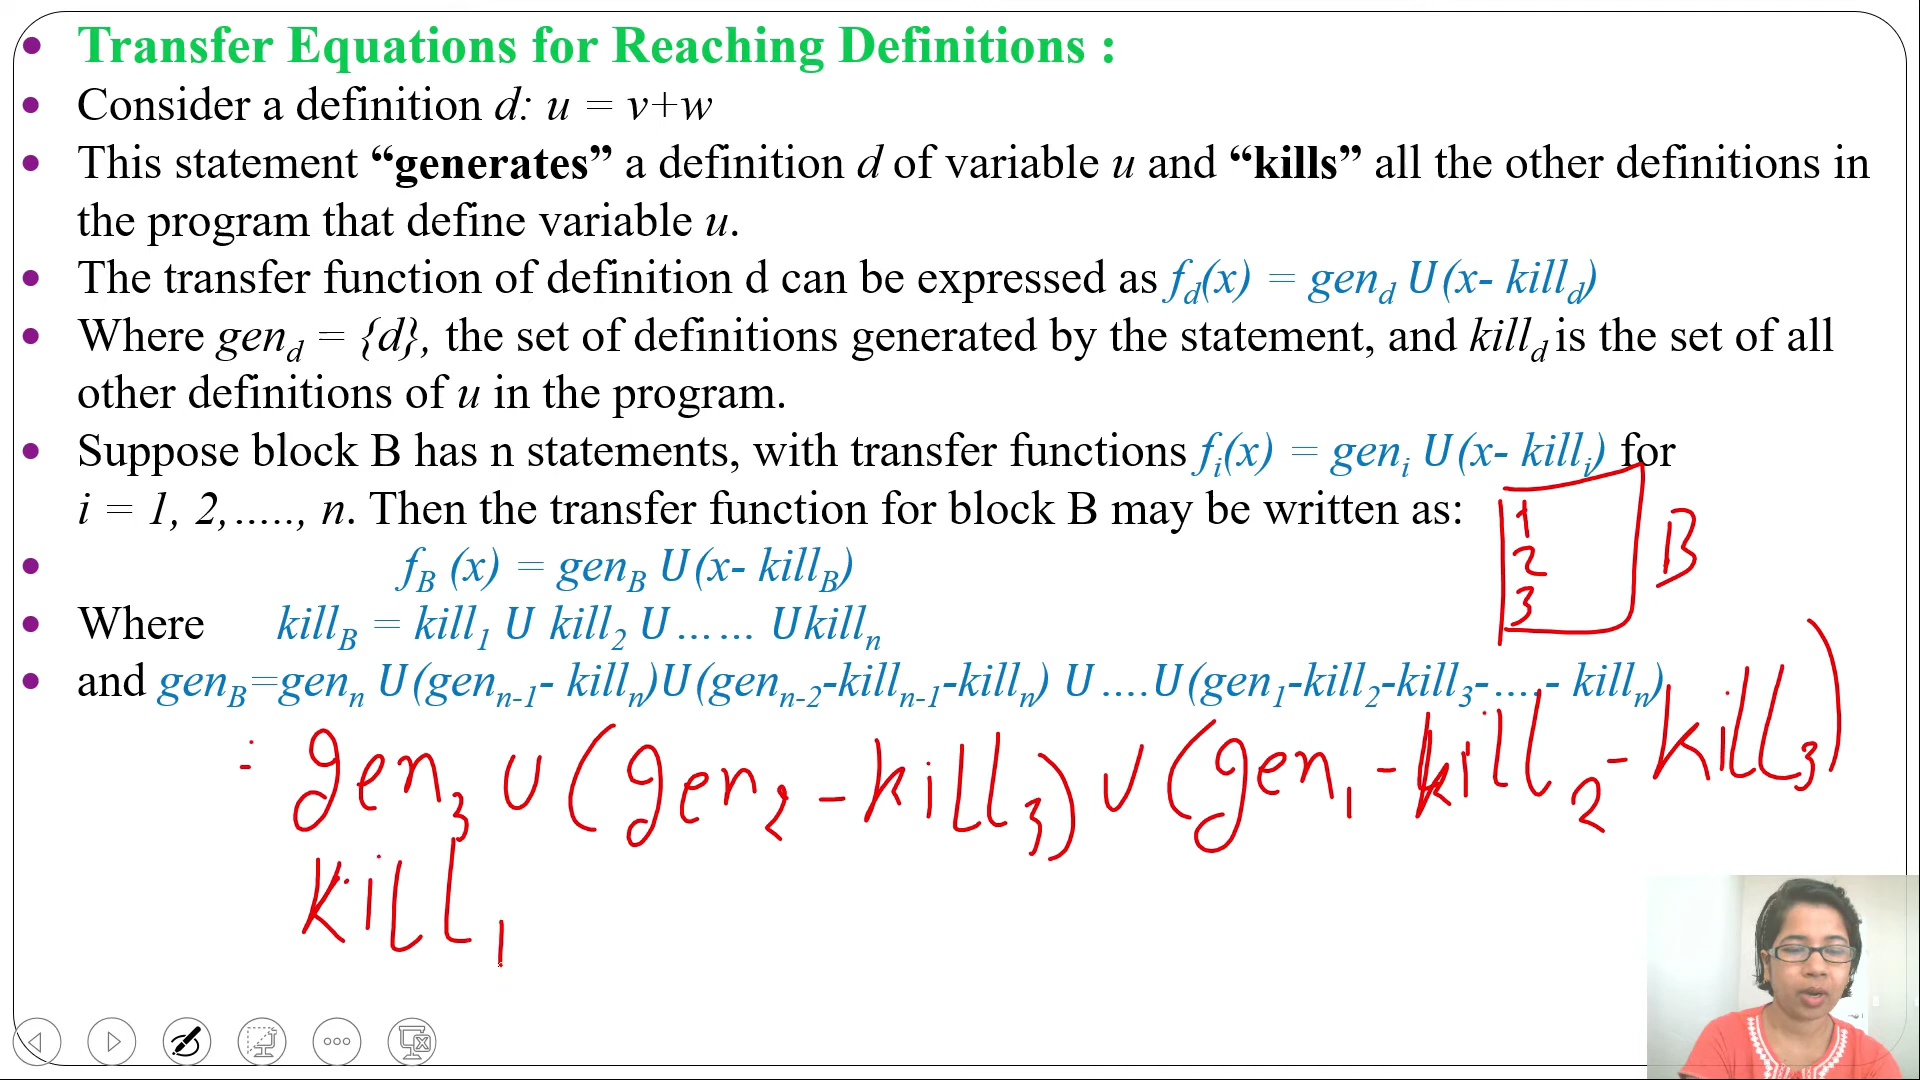 Transfer Equations for Reaching Definitions :
Consider a definition d: u = v+w
This statement “generates” a definition d of variable u and “kills” all the other definitions in
the program that define variable u.
The transfer function of definition d can be expressed as f_d(x) = gen_d U(x- kill_d)
Where gen_d = {d}, the set of definitions generated by the statement, and kill_d is the set of all
other definitions of u in the program.
Suppose block B has n statements, with transfer functions f_i(x) = gen_i U(x- kill_i) for
i = 1, 2,....., n. Then the transfer function for block B may be written as:
1
2
3
B
f_B (x) = gen_B U(x- kill_B)
Where kill_B = kill_1 U kill_2 U...... Ukill_n
and gen_B=gen_n U(gen_n-1- kill_n)U(gen_n-2-kill_n-1-kill_n) U....U(gen_1-kill_2-kill_3-....- kill_n)
= gen_3 U (gen_2 - kill_3) U (gen_1 - kill_2 - kill_3)
kill_1